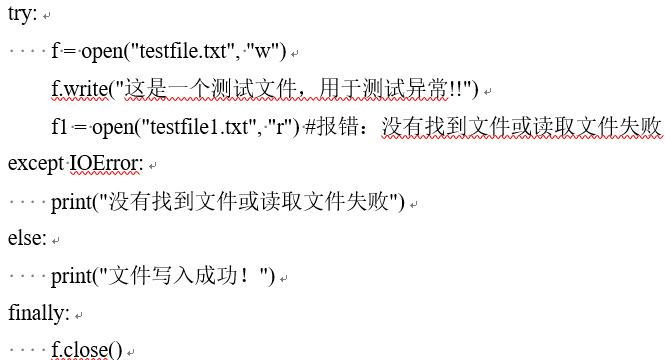 try:
    f = open("testfile.txt", "w")
    f.write("这是一个测试文件，用于测试异常!!")
    f1 = open("testfile1.txt", "r") #报错：没有找到文件或读取文件失败
except IOError:
    print("没有找到文件或读取文件失败")
else:
    print("文件写入成功！")
finally:
    f.close()